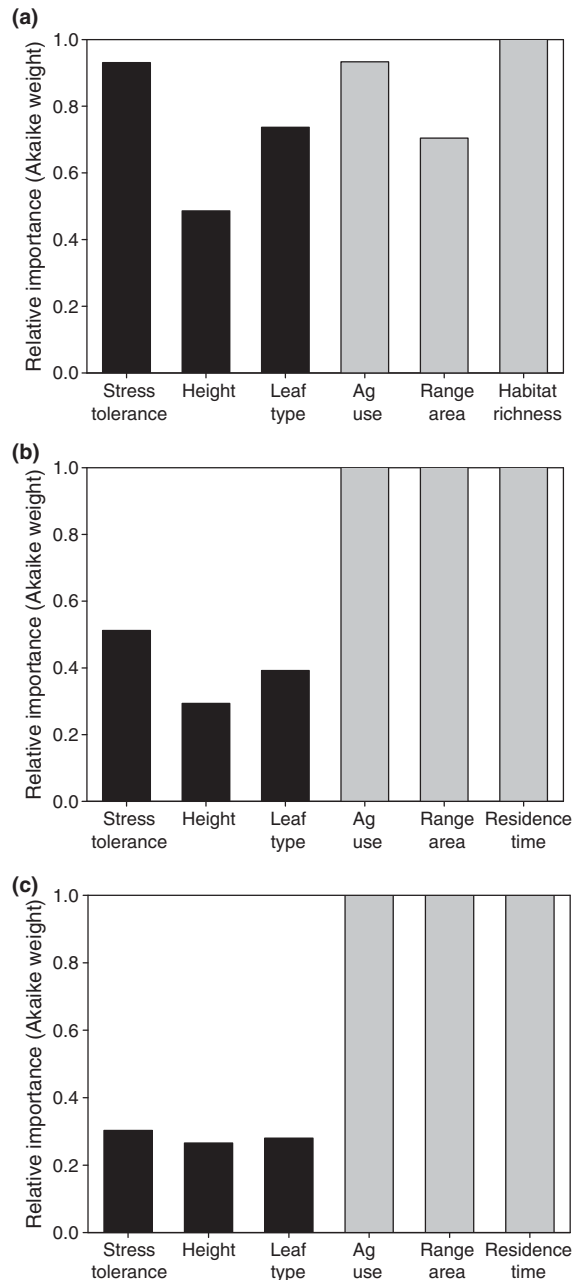 (a)
Relative importance (Akaike weight)
1.0
0.8
0.6
0.4
0.2
0.0
Stress Height Leaf Ag Range Habitat
tolerance type use area richness
(b)
Relative importance (Akaike weight)
1.0
0.8
0.6
0.4
0.2
0.0
Stress Height Leaf Ag Range Residence
tolerance type use area time
(c)
Relative importance (Akaike weight)
1.0
0.8
0.6
0.4
0.2
0.0
Stress Height Leaf Ag Range Residence
tolerance type use area time